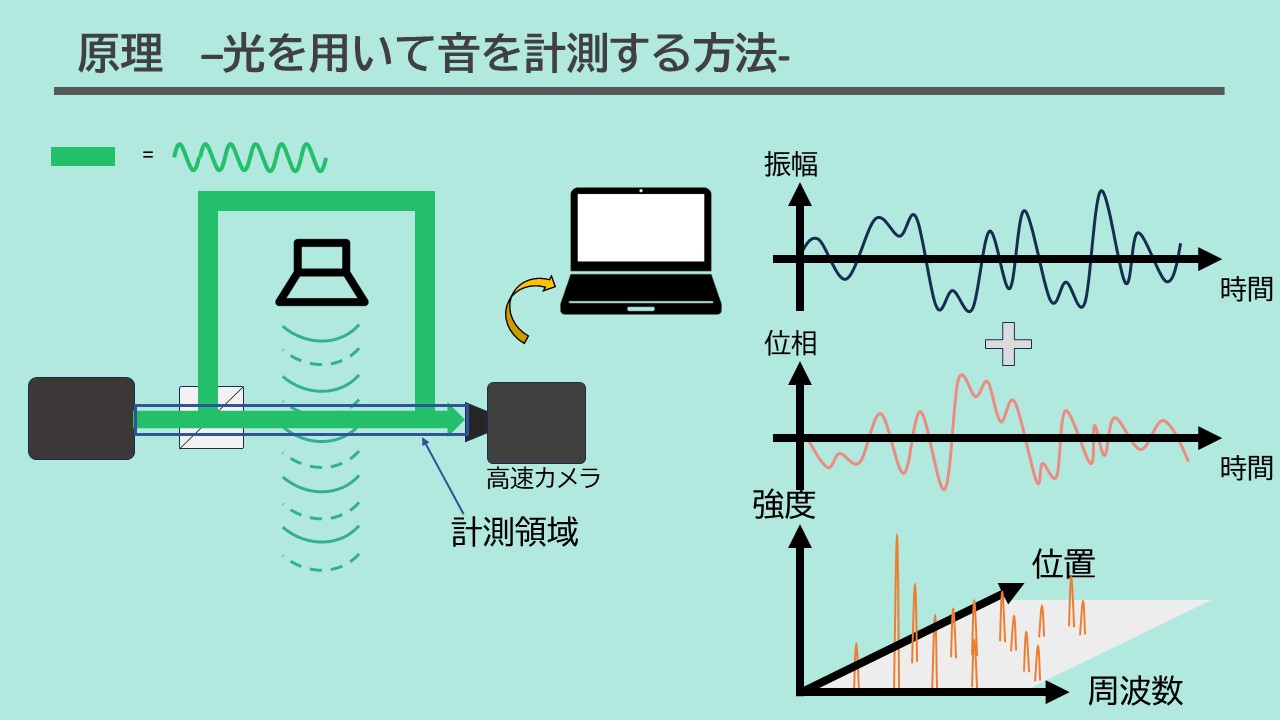 原理　–光を用いて音を計測する方法-
=
振幅
時間
位相
時間
高速カメラ
計測領域
強度
位置
周波数